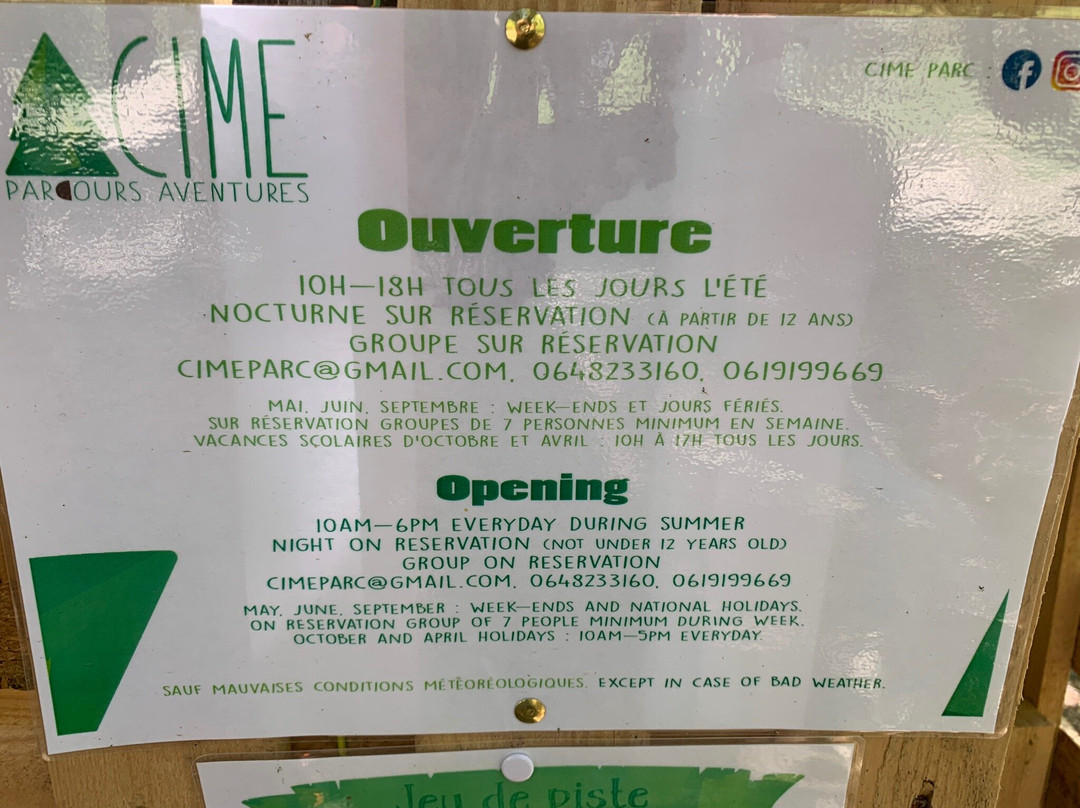 CIME
PARCOURS AVENTURES
CIME PARC :
Ouverture
10H–18H TOUS LES JOURS L'ÉTÉ
NOCTURNE SUR RÉSERVATION (À PARTIR DE 12 ANS)
GROUPE SUR RÉSERVATION
CIMEPARC@GMAIL.COM, 0648233160, 0619199669
MAI, JUIN, SEPTEMBRE : WEEK-ENDS ET JOURS FÉRIÉS.
SUR RÉSERVATION GROUPES DE 7 PERSONNES MINIMUM EN SEMAINE.
VACANCES SÇOLAIRES D'OCTOBRE ET AVRIL : 10H À 17H TOUS LES JOURS.
Opening
10AM–6PM EVERYDAY DURING SUMMER
NIGHT ON RESERVATION (NOT UNDER 12 YEARS OLD)
GROUP ON RESERVATION
CIMEPARC@GMAIL.COM, 0648233160, 0619199669
MAY, JUNE, SEPTEMBER : WEEK-ENDS AND NATIONAL HOLIDAYS.
ON RESERVATION GROUP OF 7 PEOPLE MINIMUM DURING WEEK.
OCTOBER AND APRIL HOLIDAYS : 10AM–5PM EVERYDAY.
SAUF MAUVAISES CONDITIONS MÉTÉORÉOLOGIQUES. EXCEPT IN CASE OF BAD WEATHER.
Jeu de piste